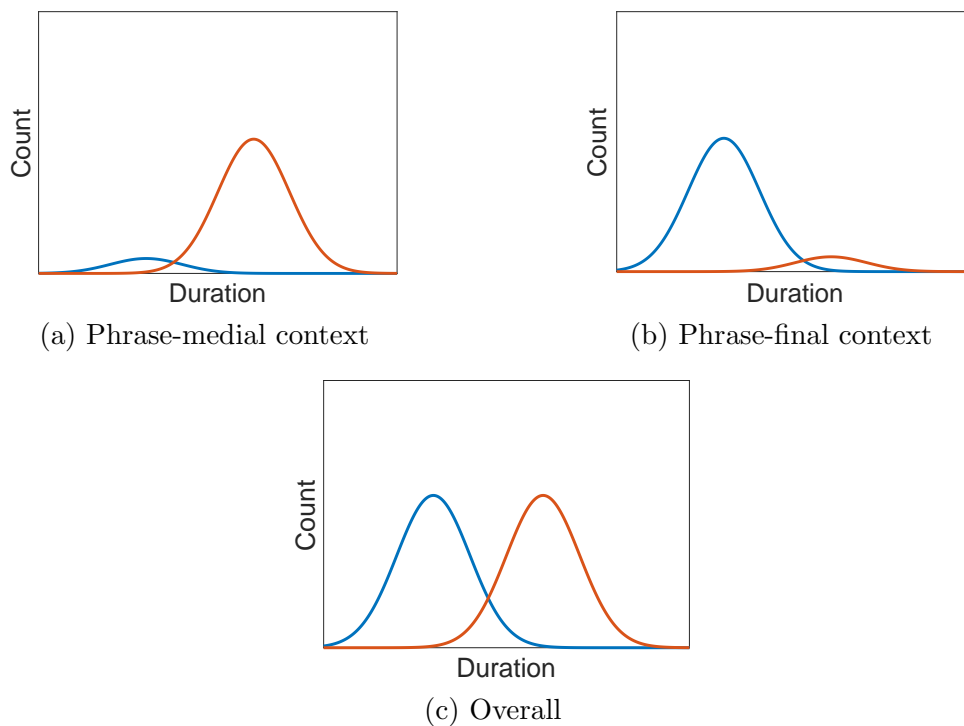 Count
Duration
(a) Phrase-medial context
Count
Duration
(b) Phrase-final context
Count
Duration
(c) Overall